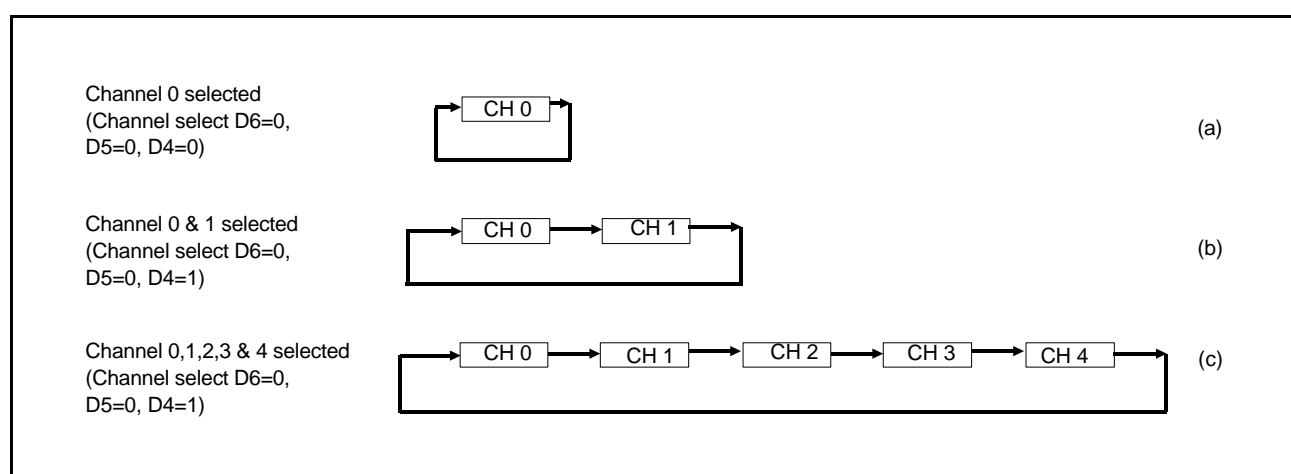 Channel 0 selected
(Channel select D6=0,
D5=0, D4=0)
CH 0
(a)
Channel 0 & 1 selected
(Channel select D6=0,
D5=0, D4=1)
CH 0
CH 1
(b)
Channel 0,1,2,3 & 4 selected
(Channel select D6=0,
D5=0, D4=1)
CH 0
CH 1
CH 2
CH 3
CH 4
(c)